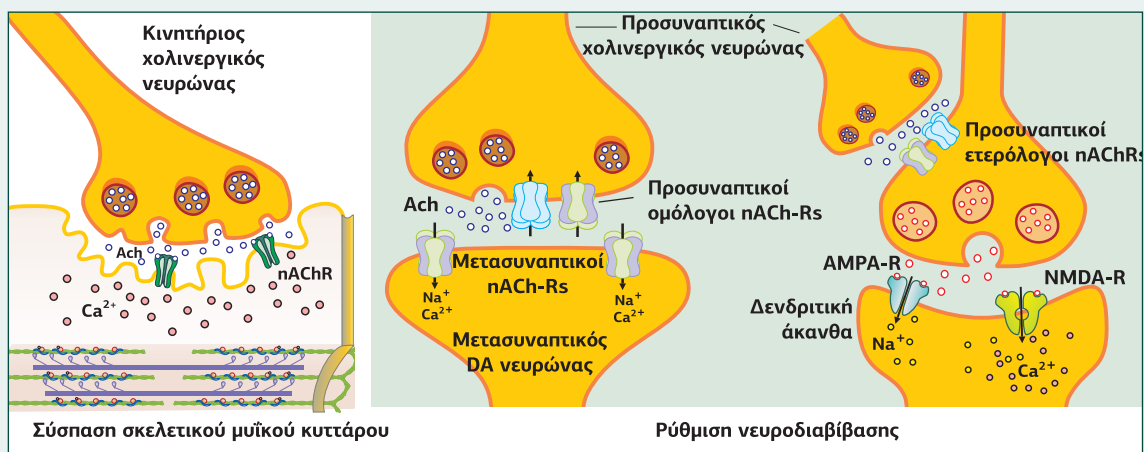 Κινητήριος
χολινεργικός
νευρώνας
Ach
nAChR
Ca²⁺
Σύσπαση σκελετικού μυϊκού κυττάρου
Προσυναπτικός
χολινεργικός νευρώνας
Ach
Προσυναπτικοί
ομόλογοι nACh-Rs
Μετασυναπτικοί
nACh-Rs
Na⁺
Ca²⁺
Na⁺
Ca²⁺
Μετασυναπτικός
DA νευρώνας
Προσυναπτικοί
ετερόλογοι nAChRs
AMPA-R
NMDA-R
Δενδριτική
άκανθα
Na⁺
Ca²⁺
Ρύθμιση νευροδιαβίβασης